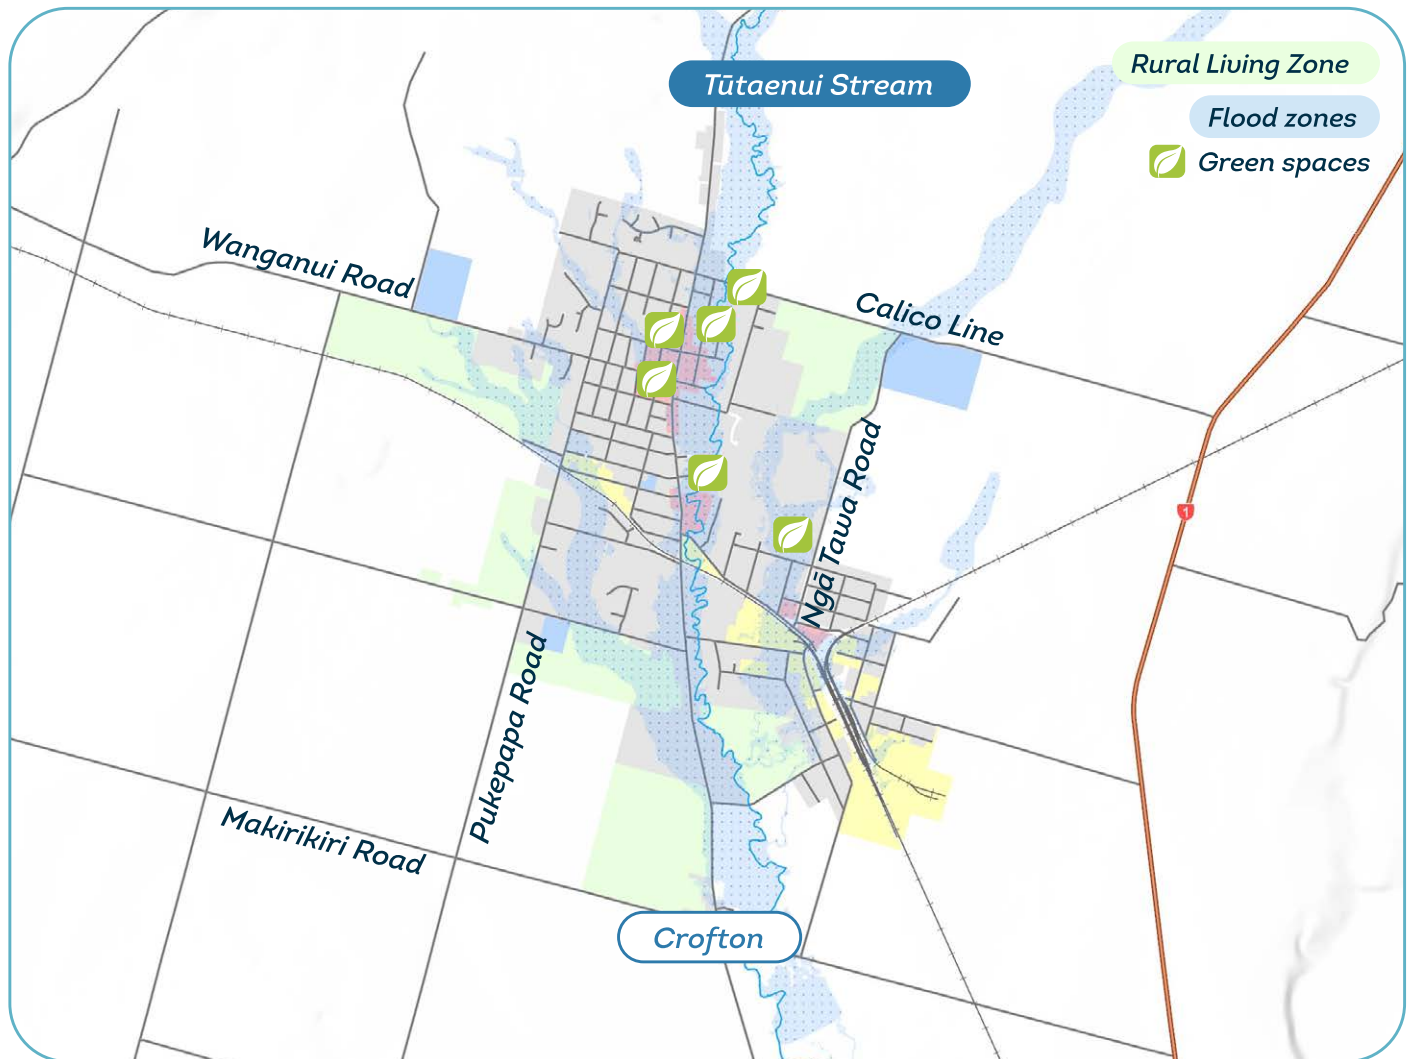 Tūtaenui Stream
Rural Living Zone
Flood zones
Green spaces
Wanganui Road
Calico Line
Ngā Tawa Road
1
Pukepapa Road
Makirikiri Road
Crofton